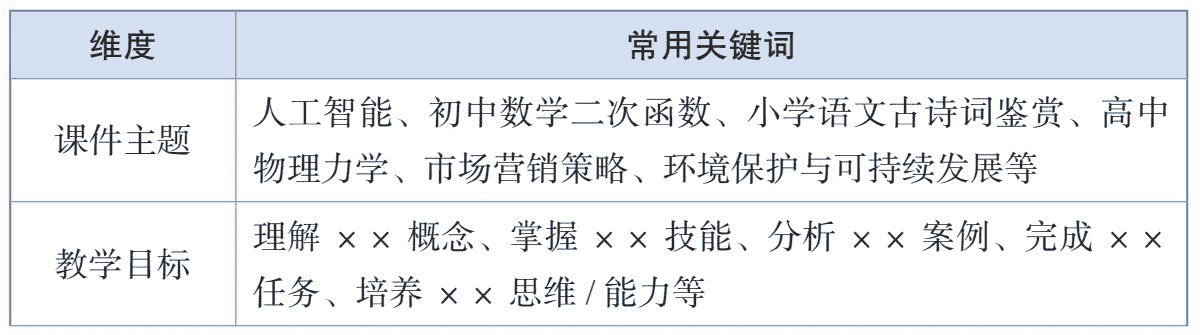 维度
常用关键词
课件主题
人工智能、初中数学二次函数、小学语文古诗词鉴赏、高中
物理力学、市场营销策略、环境保护与可持续发展等
教学目标
理解 × × 概念、掌握 × × 技能、分析 × × 案例、完成 × ×
任务、培养 × × 思维 / 能力等